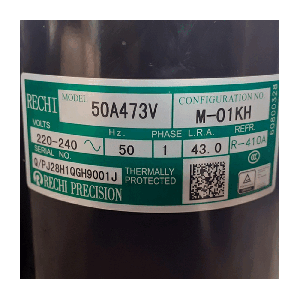 RECHI MODEL 50A473V CONFIGURATION NO. M-01KH
VOLTS 220-240 Hz. 50 PHASE 1 L.R.A. 43.0 REFR. R-410A
SERIAL NO. Q/PJ28H1QGH9001J
THERMALLY
PROTECTED
RECHI PRECISION
60800328